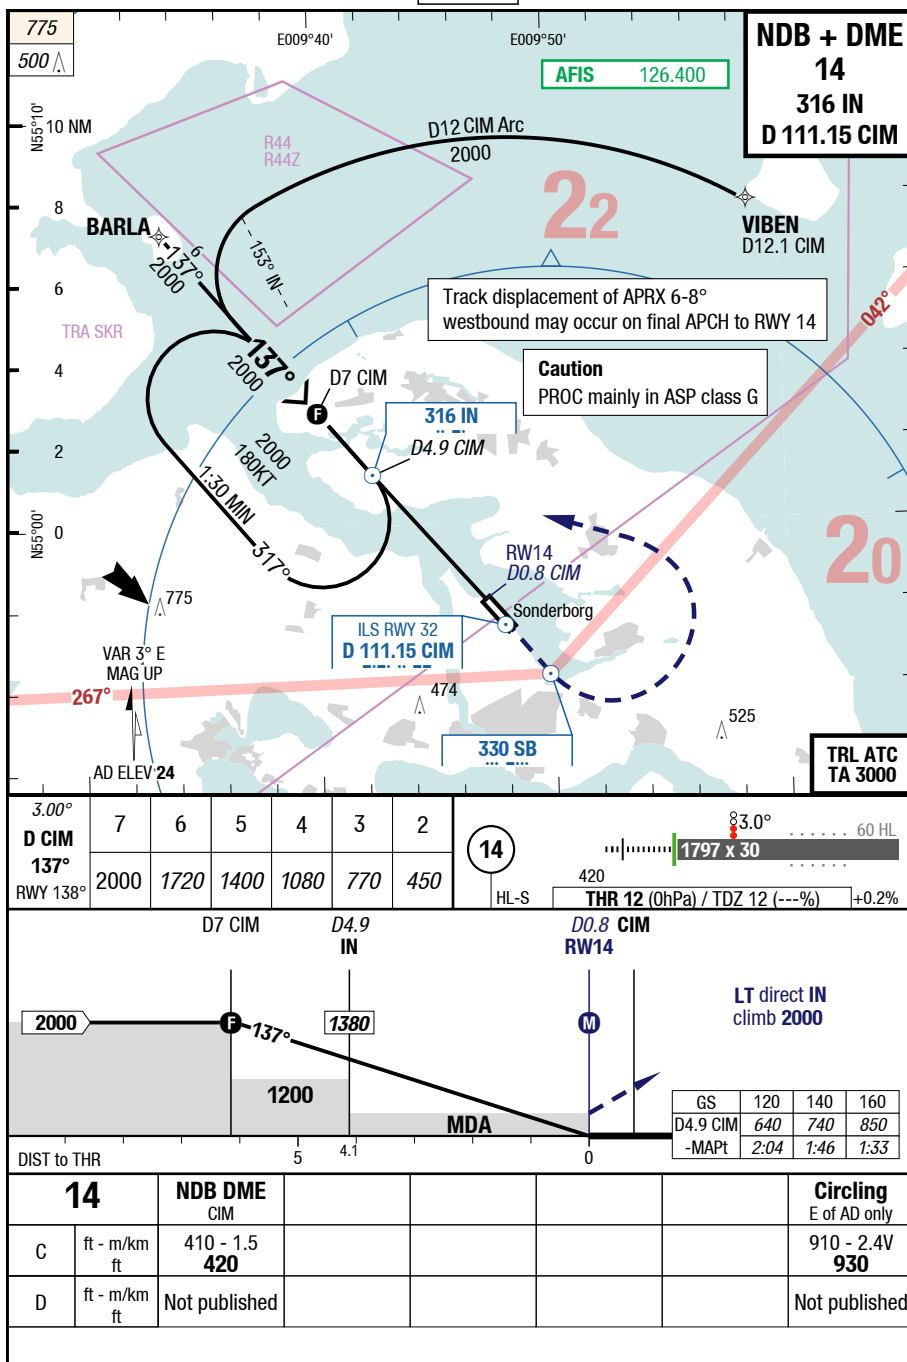 775
500
E009°40'
E009°50'
NDB + DME
14
316 IN
D 111.15 CIM
AFIS 126.400
N55°10'
10 NM
8
6
4
2
0
N55°00'
R44
R44Z
D12 CIM Arc
2000
22
BARLA
VIBEN
D12.1 CIM
6
137°
2000
153° IN
TRA SKR
Track displacement of APRX 6-8°
westbound may occur on final APCH to RWY 14
042°
Caution
PROC mainly in ASP class G
137°
2000
D7 CIM
F
316 IN
D4.9 CIM
2000
180KT
1:30 MIN
317°
20
RW14
D0.8 CIM
Sonderborg
775
ILS RWY 32
D 111.15 CIM
VAR 3° E
MAG UP
267°
474
525
330 SB
AD ELEV 24
TRL ATC
TA 3000
3.00°
D CIM 7 6 5 4 3 2
137°
RWY 138° 2000 1720 1400 1080 770 450
14
HL-S
3.0°
60 HL
1797 x 30
420
THR 12 (0hPa) / TDZ 12 (---%) +0.2%
D7 CIM D4.9 D0.8 CIM
IN RW14
LT direct IN
climb 2000
2000 F 137° 1380 M
1200
MDA
GS 120 140 160
D4.9 CIM 640 740 850
-MAPt 2:04 1:46 1:33
DIST to THR 5 4.1 0
14 NDB DME Circling
CIM E of AD only
C ft - m/km 410 - 1.5 910 - 2.4V
ft 420 930
D ft - m/km Not published Not published
ft